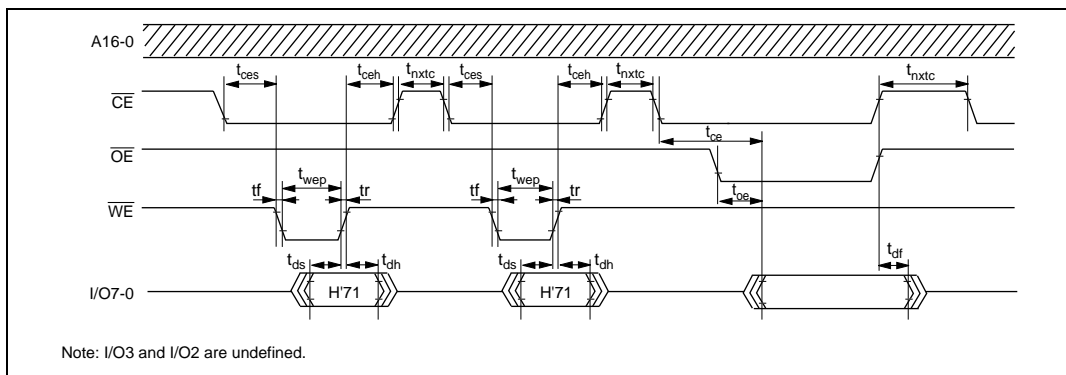 A16-0
tces tceh tnxtc tces tceh tnxtc tnxtc
CE
tce
OE
tf twep tr tf twep tr toe
WE
tds tdh tds tdh tdf
I/O7-0 H'71 H'71
Note: I/O3 and I/O2 are undefined.